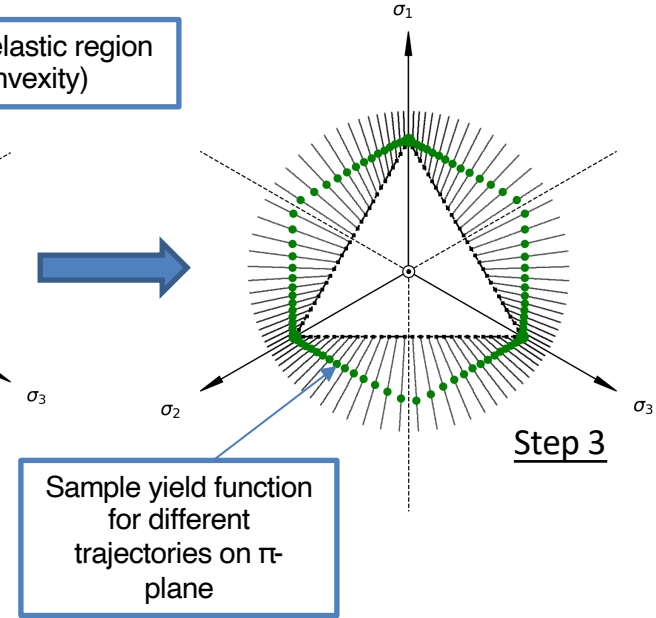 σ1
elastic region
nvexity)
σ3
σ2
σ3
Step 3
Sample yield function
for different
trajectories on π-
plane